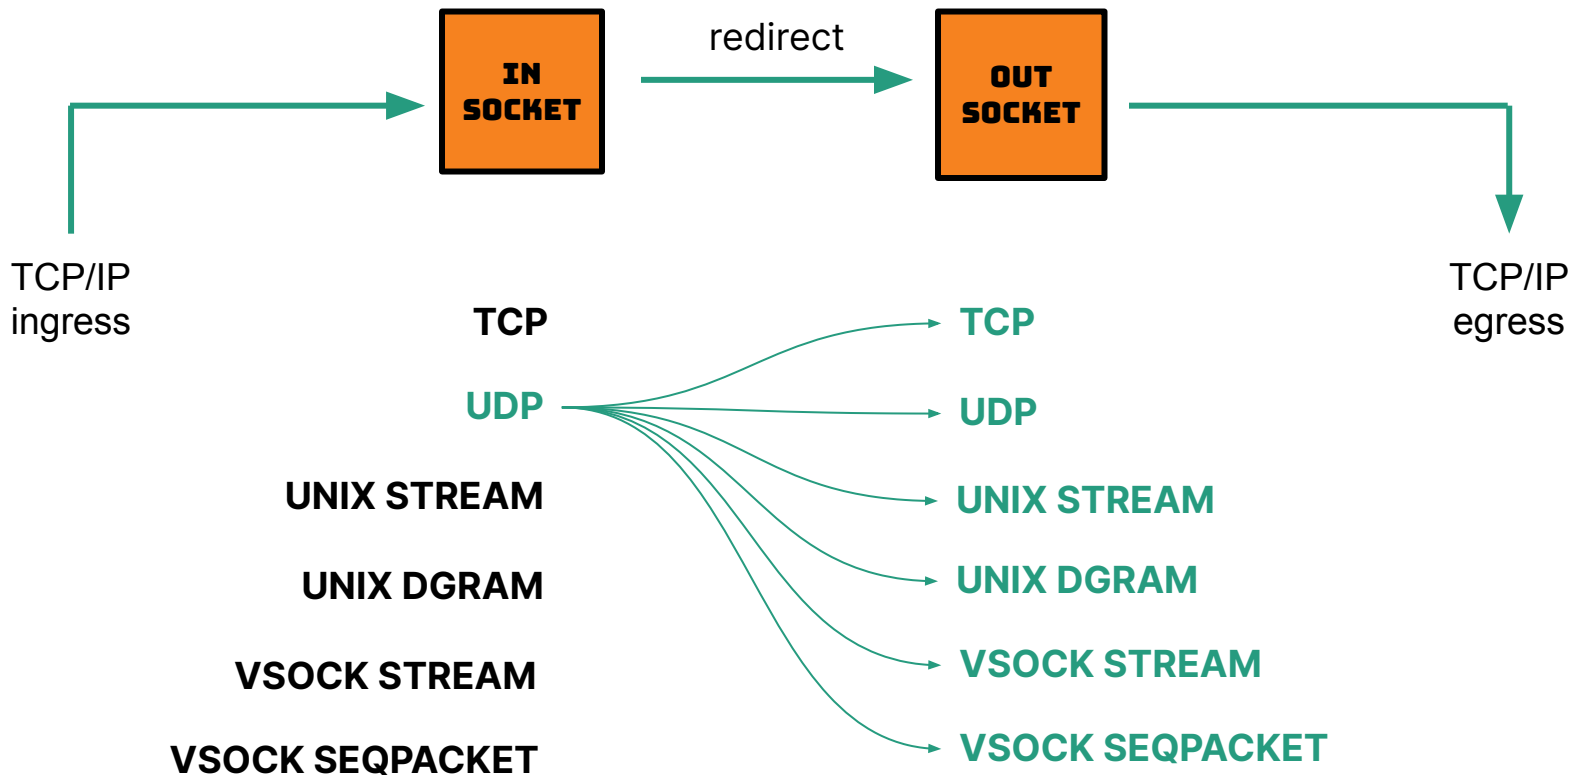 IN
SOCKET
redirect
OUT
SOCKET
TCP/IP
ingress
TCP/IP
egress
TCP
TCP
UDP
UDP
UNIX STREAM
UNIX STREAM
UNIX DGRAM
UNIX DGRAM
VSOCK STREAM
VSOCK STREAM
VSOCK SEQPACKET
VSOCK SEQPACKET